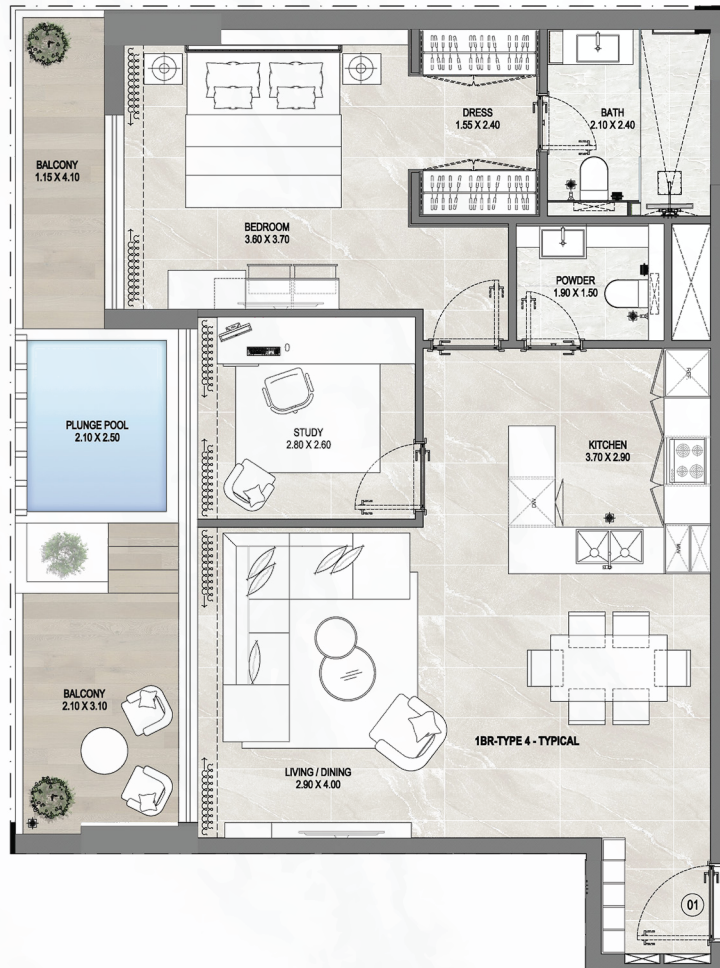 DRESS
1.55 X 2.40
BATH
2.10 X 2.40
BALCONY
1.15 X 4.10
BEDROOM
3.60 X 3.70
POWDER
1.90 X 1.50
REF.
PLUNGE POOL
2.10 X 2.50
STUDY
2.80 X 2.60
KITCHEN
3.70 X 2.90
BALCONY
2.10 X 3.10
1BR-TYPE 4 - TYPICAL
LIVING / DINING
2.90 X 4.00
01